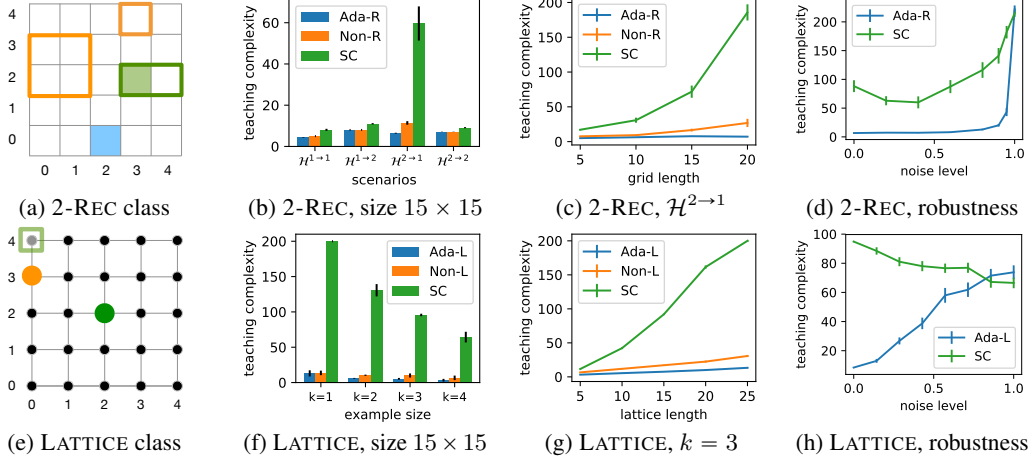 4
3
2
1
0
0 1 2 3 4
(a) 2-REC class
teaching complexity
80
60
40
20
0
Ada-R
Non-R
SC
ℋ¹→¹ ℋ¹→² ℋ²→¹ ℋ²→²
scenarios
(b) 2-REC, size 15 × 15
teaching complexity
200
150
100
50
0
Ada-R
Non-R
SC
5 10 15 20
grid length
(c) 2-REC, ℋ²→¹
teaching complexity
200
150
100
50
0
Ada-R
SC
0.0 0.5 1.0
noise level
(d) 2-REC, robustness
4
3
2
1
0
0 1 2 3 4
(e) LATTICE class
teaching complexity
200
150
100
50
0
Ada-L
Non-L
SC
k=1 k=2 k=3 k=4
example size
(f) LATTICE, size 15 × 15
teaching complexity
200
150
100
50
0
Ada-L
Non-L
SC
5 10 15 20 25
lattice length
(g) LATTICE, k = 3
teaching complexity
100
80
60
40
20
Ada-L
SC
0.0 0.5 1.0
noise level
(h) LATTICE, robustness